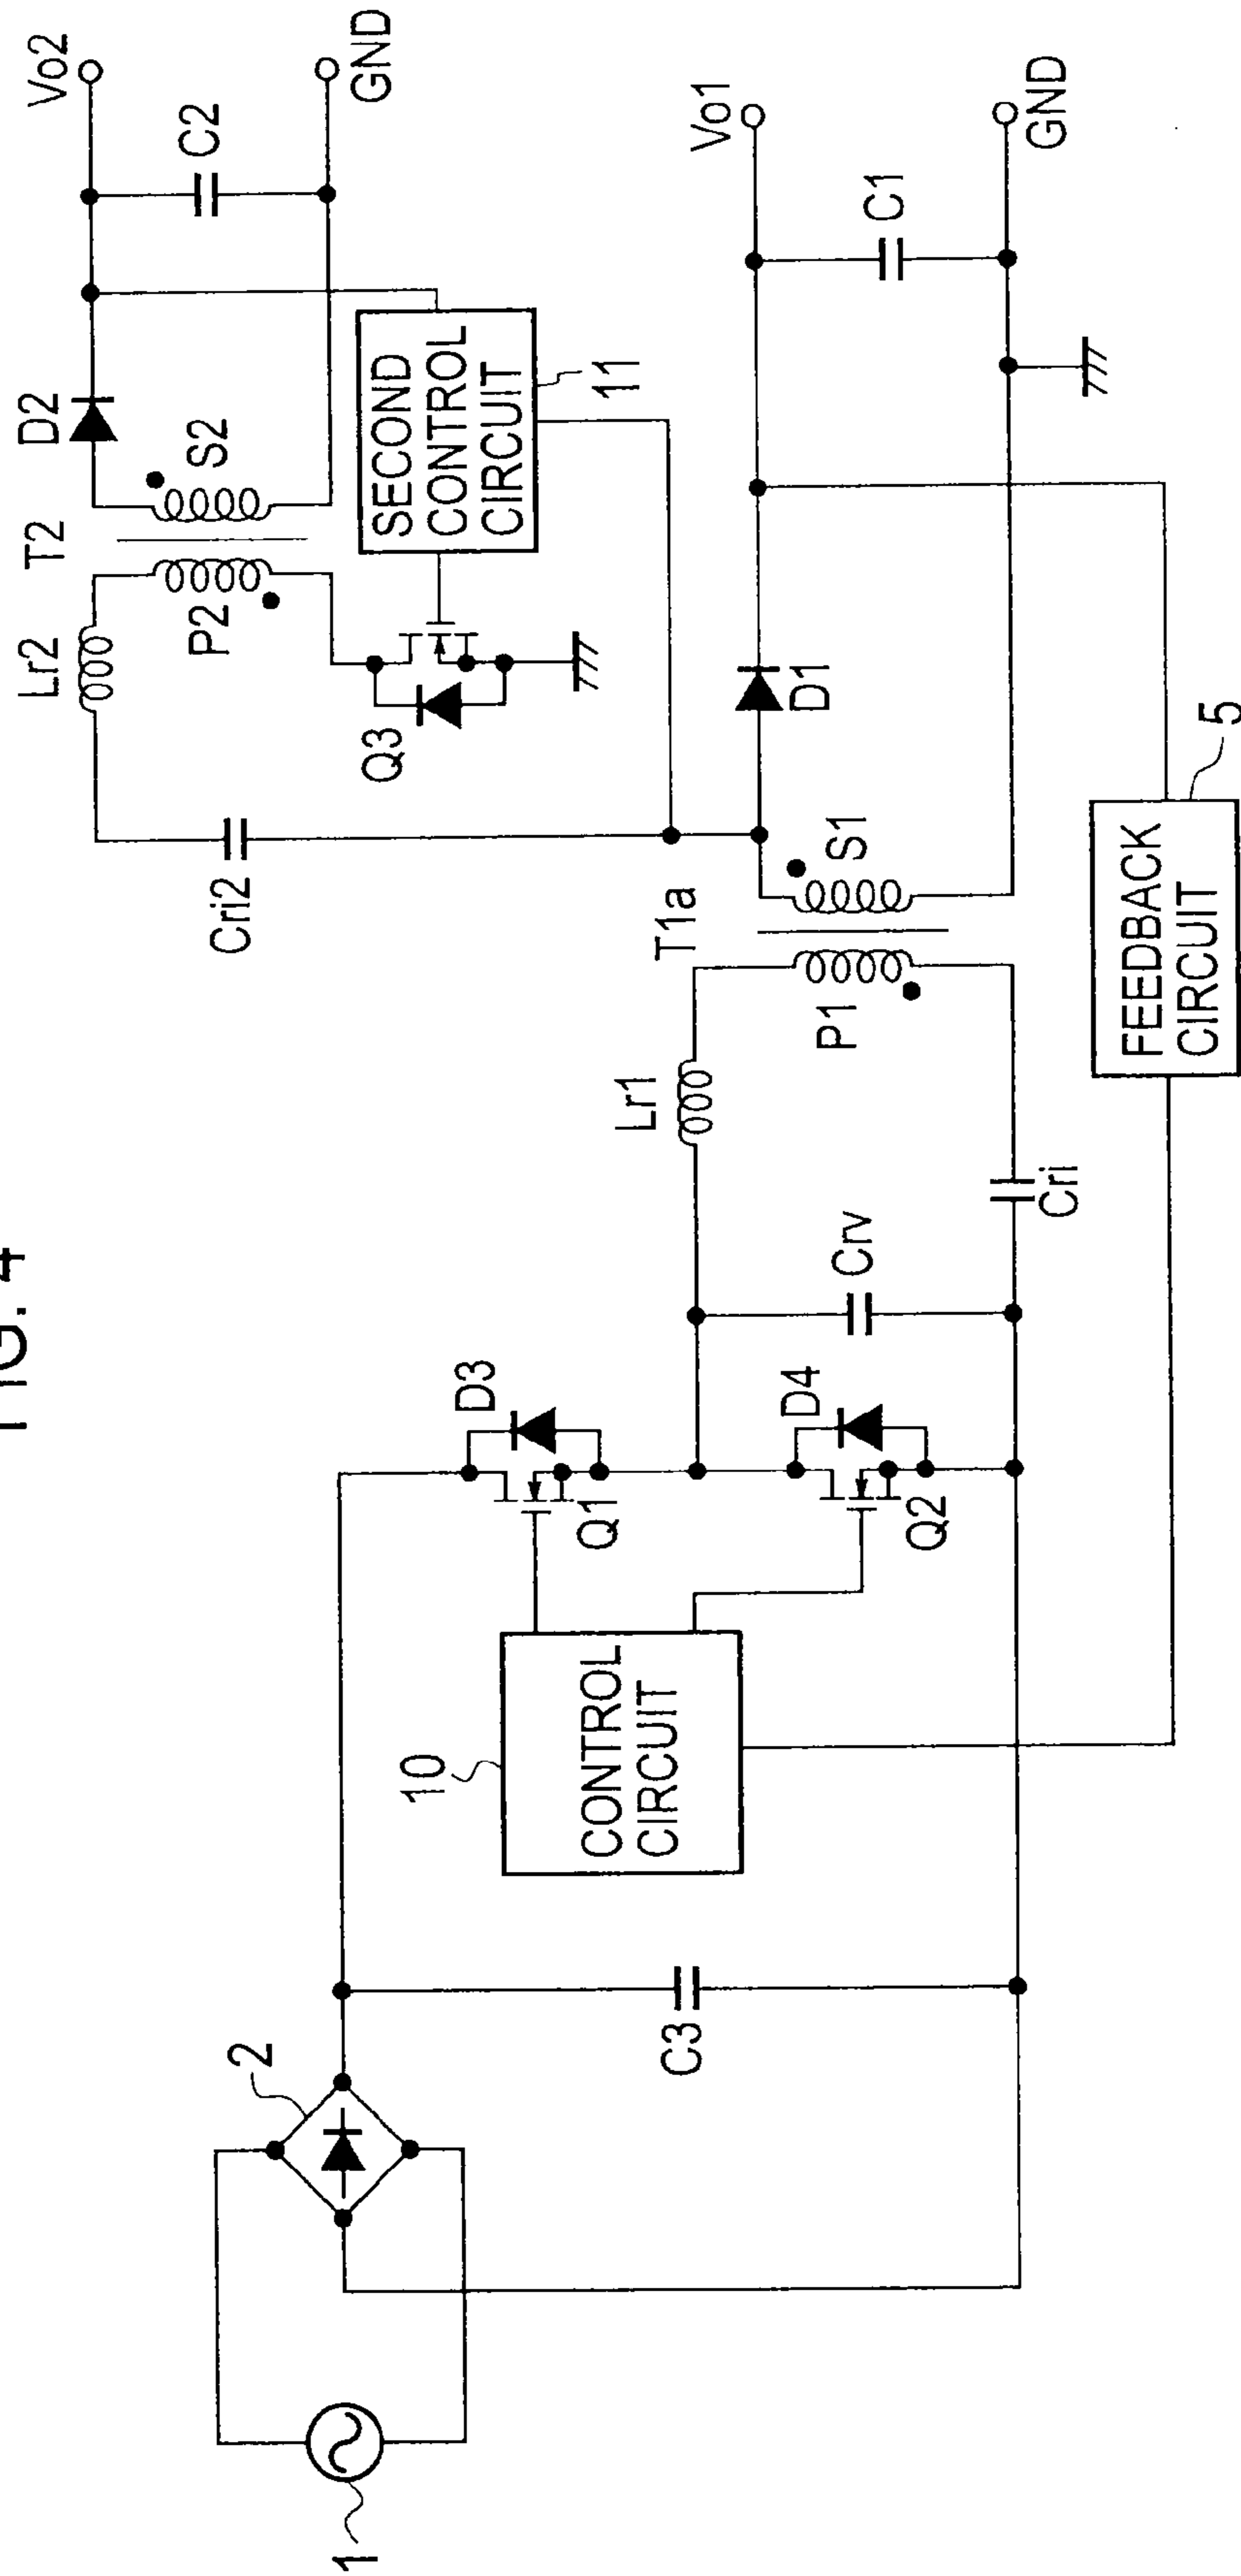 FIG. 4
1
2
C3
10
CONTROL
CIRCUIT
D3
Q1
D4
Q2
Crv
Cri
Lr1
P1
T1a
S1
D1
Cri2
Lr2
T2
P2
S2
D2
Q3
SECOND
CONTROL
CIRCUIT
11
C2
Vo2
GND
C1
Vo1
GND
FEEDBACK
CIRCUIT
5